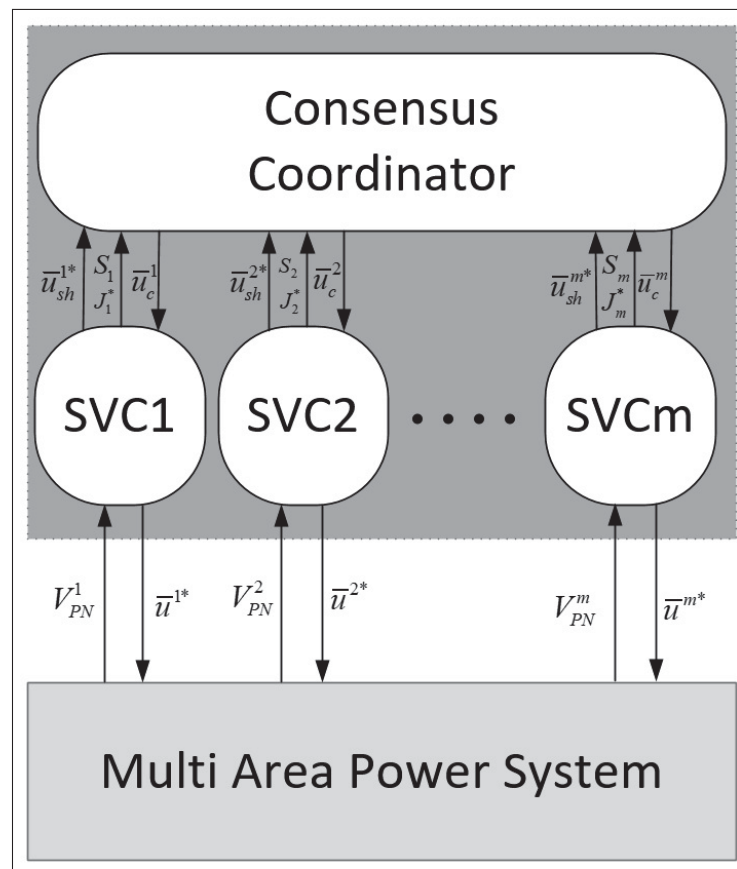 Consensus
Coordinator
ū_sh^{1*} S_1 J_1^* ū_c^1 ū_sh^{2*} S_2 J_2^* ū_c^2 ū_sh^{m*} S_m J_m^* ū_c^m
SVC1 SVC2 . . . . SVCm
V_PN^1 ū^{1*} V_PN^2 ū^{2*} V_PN^m ū^{m*}
Multi Area Power System